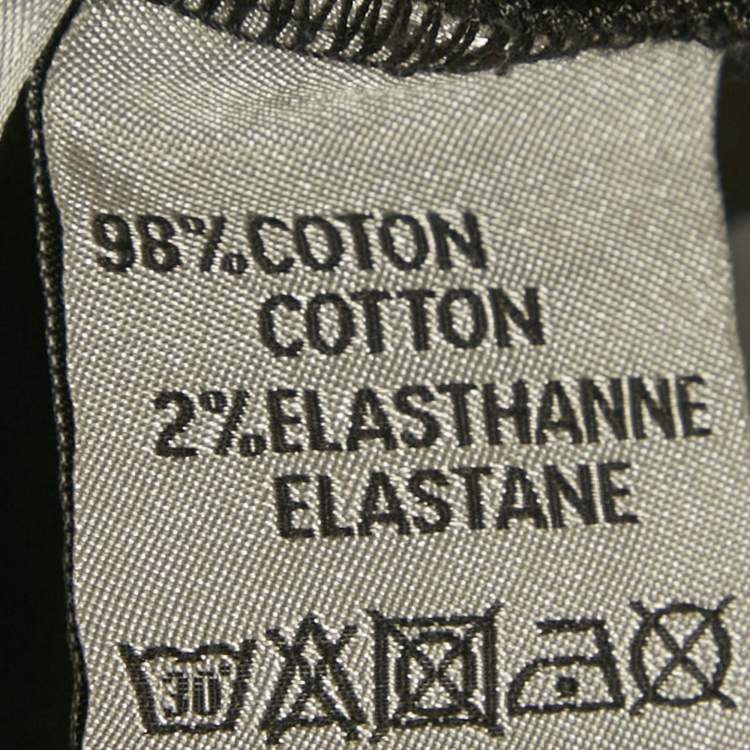 98%COTON
COTTON
2%ELASTHANNE
ELASTANE
30°